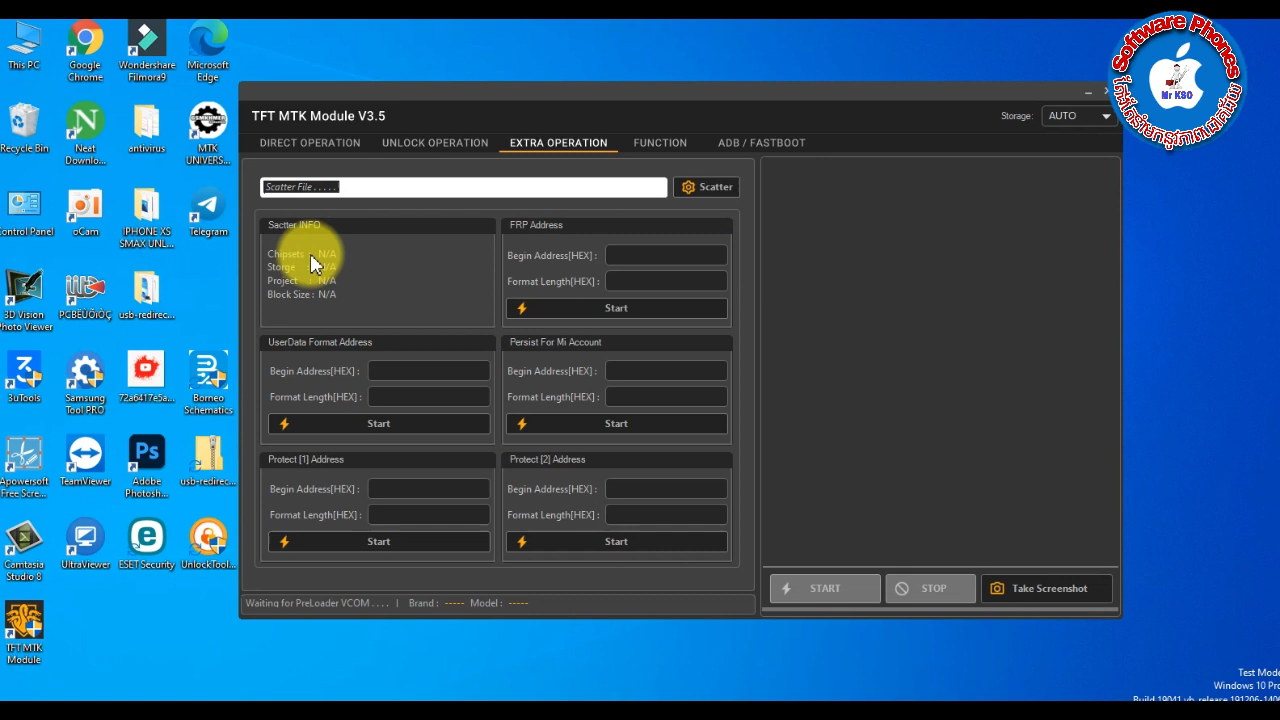 This PC
Google Chrome
Wondershare Filmora9
Microsoft Edge
Recycle Bin
Neat Downlo...
antivirus
MTK UNIVERS...
Control Panel
oCam
IPHONE XS SMAX UNL...
Telegram
3D Vision Photo Viewer
usb-redirec...
3uTools
Samsung Tool PRO
72a6417e5a...
Borneo Schematics
Apowersoft Free Scre...
TeamViewer
Adobe Photosh...
usb-redirec...
Camtasia Studio 8
UltraViewer
ESET Security
UnlockTool...
TFT MTK Module
Software Phones
Mr KSO
TFT MTK Module V3.5
Storage: AUTO
DIRECT OPERATION
UNLOCK OPERATION
EXTRA OPERATION
FUNCTION
ADB / FASTBOOT
Scatter File . . . . .
Scatter
Sactter INFO
Chipsets : N/A
Storge : N/A
Project : N/A
Block Size : N/A
FRP Address
Begin Address[HEX] :
Format Length[HEX] :
Start
UserData Format Address
Begin Address[HEX] :
Format Length[HEX] :
Start
Persist For Mi Account
Begin Address[HEX] :
Format Length[HEX] :
Start
Protect [1] Address
Begin Address[HEX] :
Format Length[HEX] :
Start
Protect [2] Address
Begin Address[HEX] :
Format Length[HEX] :
Start
START
STOP
Take Screenshot
Waiting for PreLoader VCOM . . . . | Brand : ----- Model : -----
Test Mode
Windows 10 Pro
Build 19041.vb_release.191206-1406